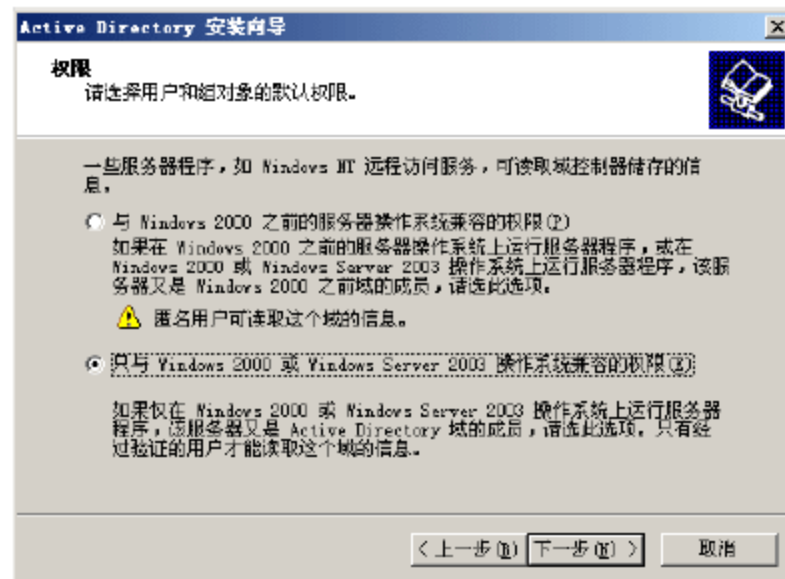 Active Directory 安装向导
权限
请选择用户和组对象的默认权限。
一些服务器程序，如 Windows NT 远程访问服务，可读取域控制器储存的信
息。
与 Windows 2000 之前的服务器操作系统兼容的权限(P)
如果在 Windows 2000 之前的服务器操作系统上运行服务器程序，或在
Windows 2000 或 Windows Server 2003 操作系统上运行服务器程序，该服
务器又是 Windows 2000 之前域的成员，请选此选项。
匿名用户可读取这个域的信息。
只与 Windows 2000 或 Windows Server 2003 操作系统兼容的权限(E)
如果仅在 Windows 2000 或 Windows Server 2003 操作系统上运行服务器
程序，该服务器又是 Active Directory 域的成员，请选此选项。只有经
过验证的用户才能读取这个域的信息。
< 上一步(B) 下一步(N) > 取消